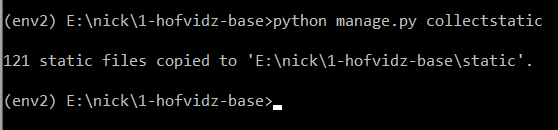 (env2) E:\nick\1-hofvidz-base>python manage.py collectstatic
121 static files copied to 'E:\nick\1-hofvidz-base\static'.
(env2) E:\nick\1-hofvidz-base>